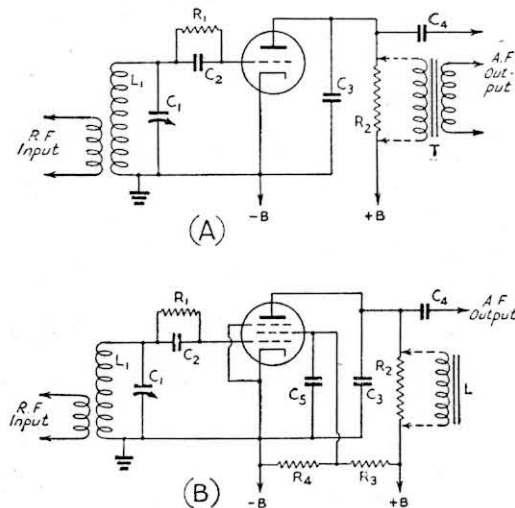 R1
C4
L1
C2
C1
C3
R2
A.F
Out-
put
R.F
Input
T
-B
+B
(A)
R1
C4
A.F
Output
L1
C2
R2
C1
C5
C3
L
R.F
Input
R4
R3
-B
+B
(B)